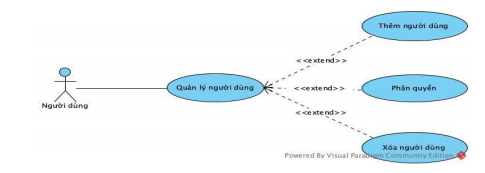 Thêm người dùng
<<extend>>
Quản lý người dùng
<<extend>>
Phân quyền
Người dùng
<<extend>>
Xóa người dùng
Powered By Visual Paradigm Community Edition